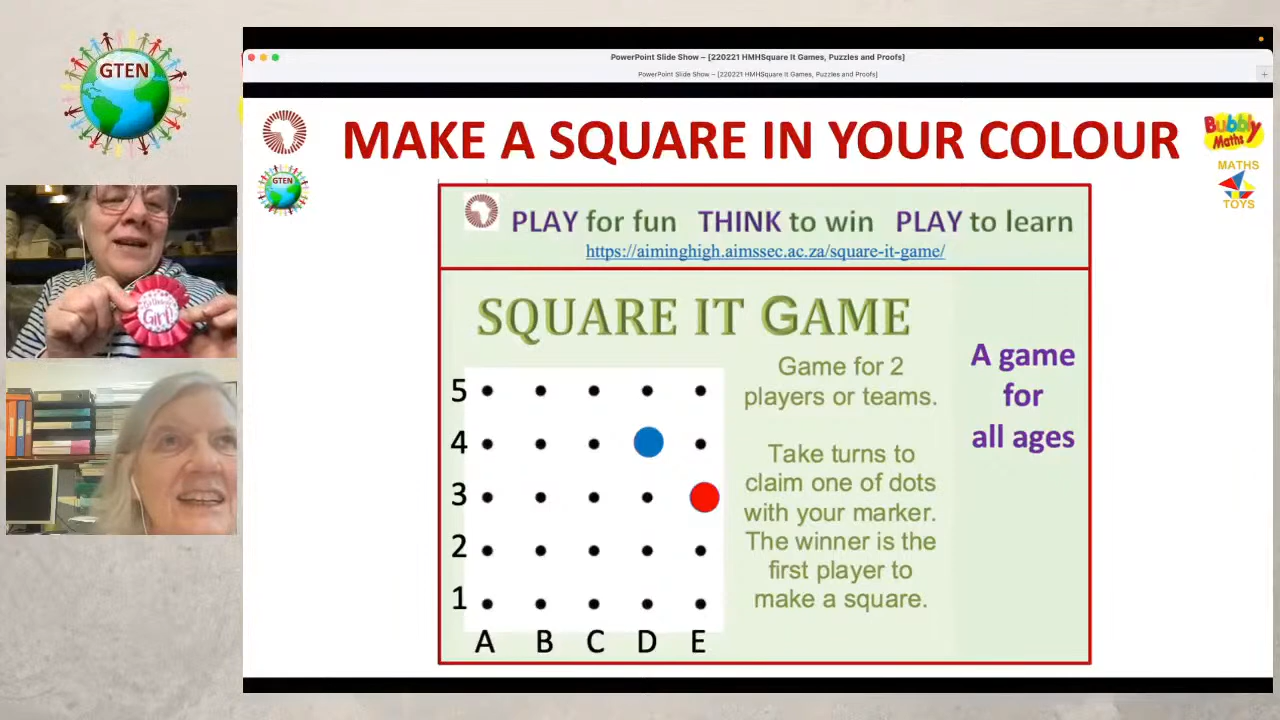 GTEN
PowerPoint Slide Show – [220221 HMHSquare It Games, Puzzles and Proofs]
PowerPoint Slide Show – [220221 HMHSquare It Games, Puzzles and Proofs]
MAKE A SQUARE IN YOUR COLOUR
GTEN
Bubbly
Maths
MATHS
TOYS
PLAY for fun THINK to win PLAY to learn
https://aiminghigh.aimssec.ac.za/square-it-game/
SQUARE IT GAME
Game for 2
players or teams.
Take turns to
claim one of dots
with your marker.
The winner is the
first player to
make a square.
A game
for
all ages
5
4
3
2
1
A B C D E
Girl!